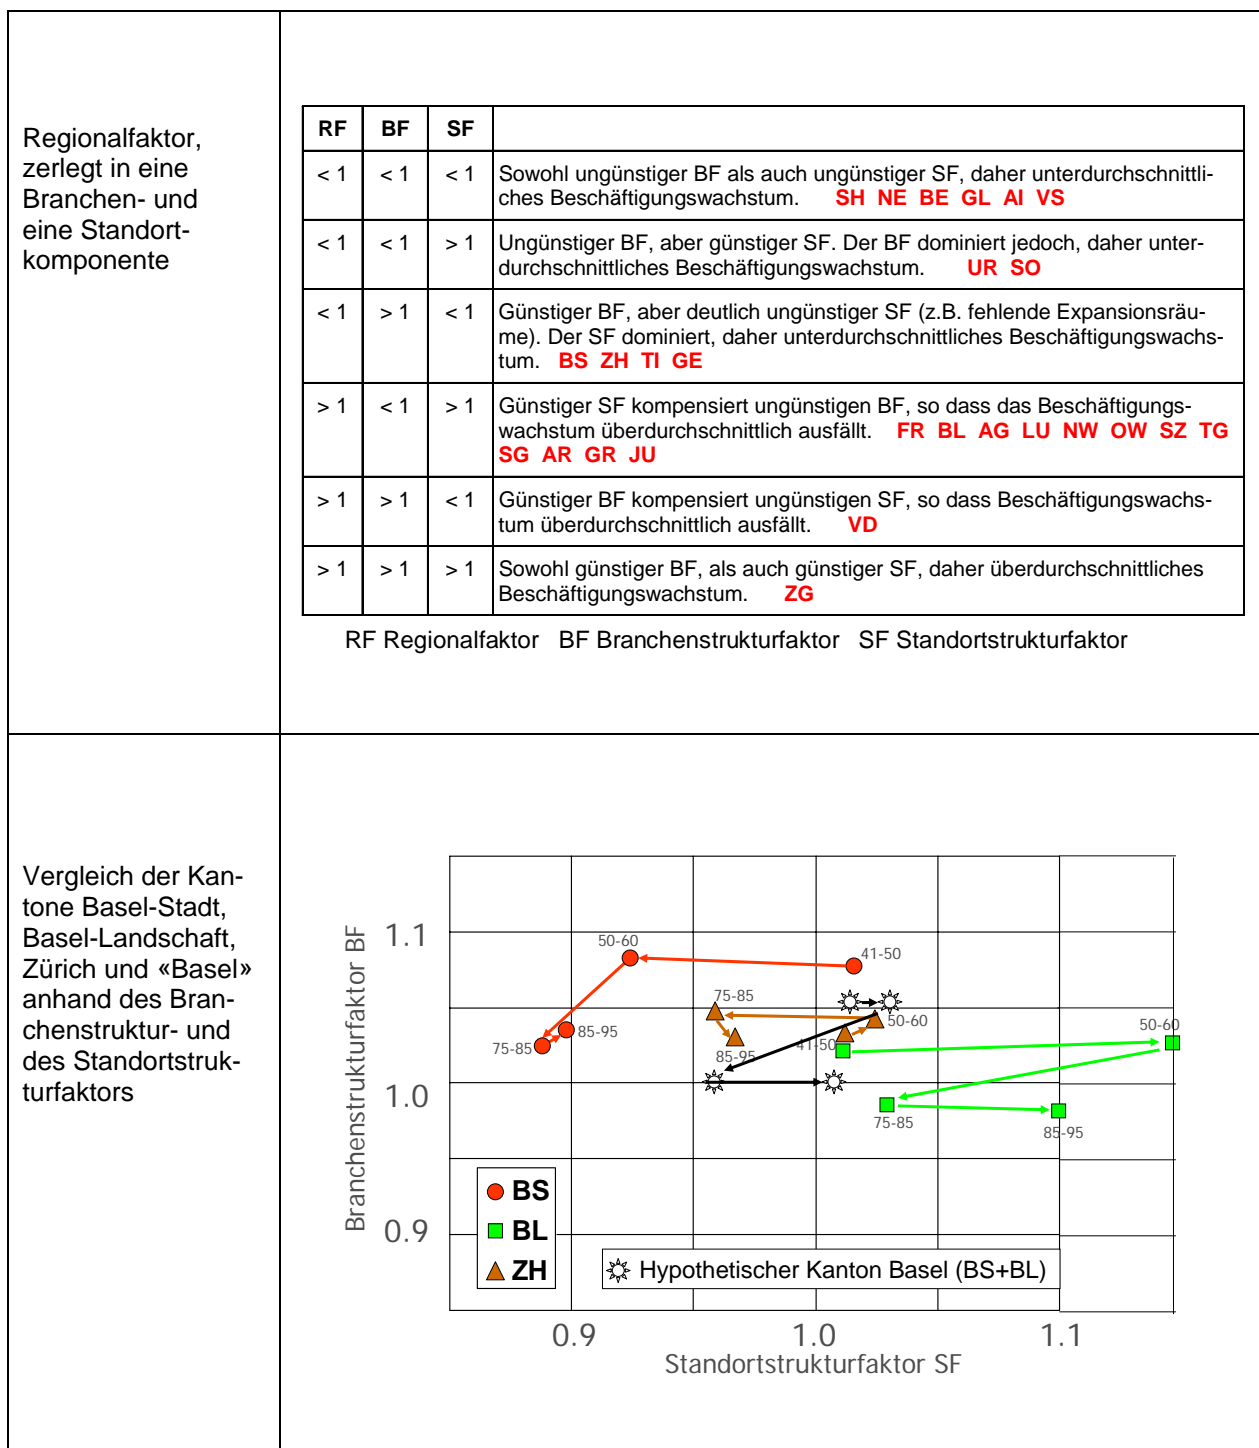 Regionalfaktor,
zerlegt in eine
Branchen- und
eine Standort-
komponente
RF BF SF
< 1 < 1 < 1 Sowohl ungünstiger BF als auch ungünstiger SF, daher unterdurchschnittli-
ches Beschäftigungswachstum. SH NE BE GL AI VS
< 1 < 1 > 1 Ungünstiger BF, aber günstiger SF. Der BF dominiert jedoch, daher unter-
durchschnittliches Beschäftigungswachstum. UR SO
< 1 > 1 < 1 Günstiger BF, aber deutlich ungünstiger SF (z.B. fehlende Expansionsräu-
me). Der SF dominiert, daher unterdurchschnittliches Beschäftigungswachs-
tum. BS ZH TI GE
> 1 < 1 > 1 Günstiger SF kompensiert ungünstigen BF, so dass das Beschäftigungs-
wachstum überdurchschnittlich ausfällt. FR BL AG LU NW OW SZ TG
SG AR GR JU
> 1 > 1 < 1 Günstiger BF kompensiert ungünstigen SF, so dass Beschäftigungswachs-
tum überdurchschnittlich ausfällt. VD
> 1 > 1 > 1 Sowohl günstiger BF, als auch günstiger SF, daher überdurchschnittliches
Beschäftigungswachstum. ZG
RF Regionalfaktor BF Branchenstrukturfaktor SF Standortstrukturfaktor
Vergleich der Kan-
tone Basel-Stadt,
Basel-Landschaft,
Zürich und «Basel»
anhand des Bran-
chenstruktur- und
des Standortstruk-
turfaktors
Branchenstrukturfaktor BF
1.1
1.0
0.9
50-60
41-50
75-85
85-95
75-85
85-95
41-50
50-60
50-60
75-85
85-95
BS
BL
ZH
Hypothetischer Kanton Basel (BS+BL)
0.9 1.0 1.1
Standortstrukturfaktor SF